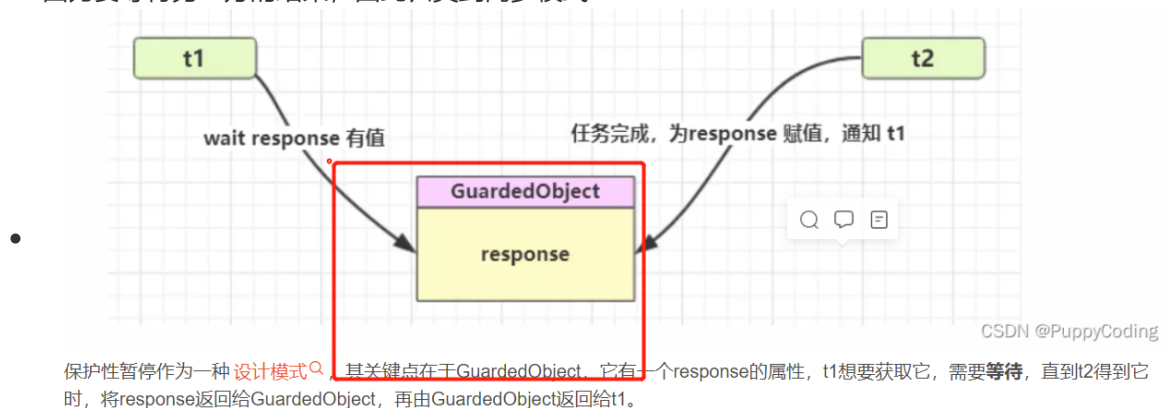 t1
t2
wait response 有值
任务完成，为response 赋值，通知 t1
GuardedObject
response
CSDN @PuppyCoding
保护性暂停作为一种 设计模式，其关键点在于GuardedObject，它有一个response的属性，t1想要获取它，需要等待，直到t2得到它
时，将response返回给GuardedObject，再由GuardedObject返回给t1。